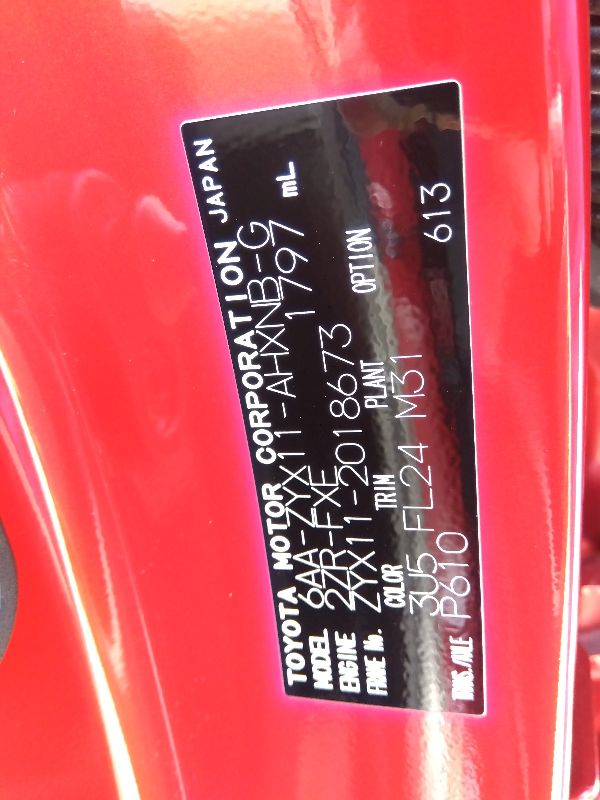 TOYOTA MOTOR CORPORATION JAPAN
MODEL 6AA-ZYX11-AHXNB-G
ENGINE 2ZR-FXE 1797 mL
FRAME No. ZYX11-2018673
COLOR TRIM PLANT OPTION
3U5 FL24 M31 613
TRANS./AXLE P610